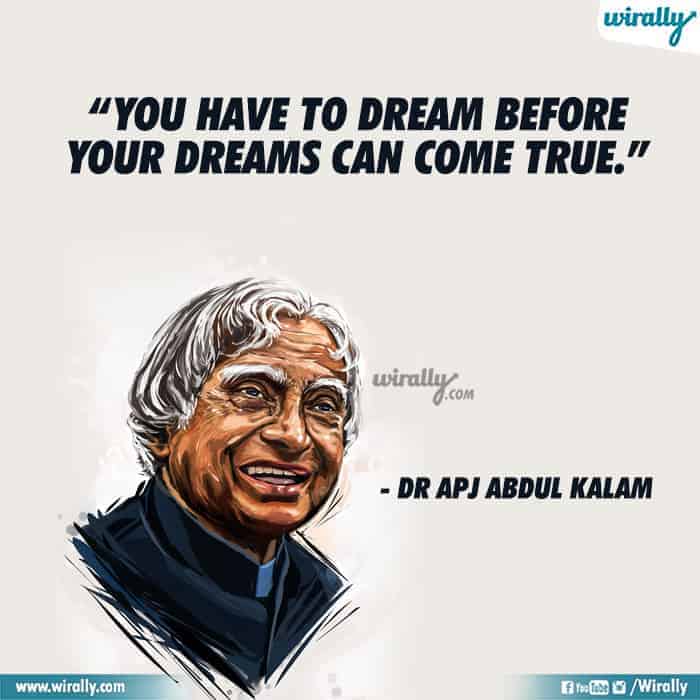 wirally
“YOU HAVE TO DREAM BEFORE
YOUR DREAMS CAN COME TRUE.”
wirally.COM
- DR APJ ABDUL KALAM
www.wirally.com
YouTube /Wirally